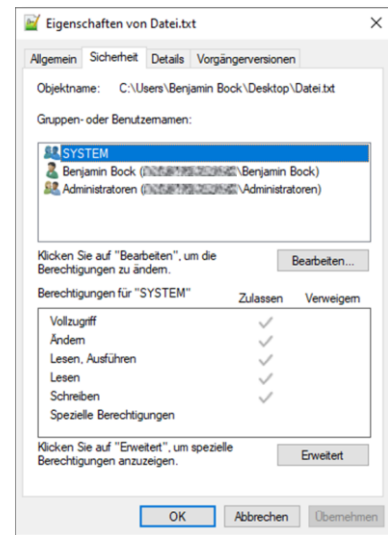 Eigenschaften von Datei.txt
Allgemein Sicherheit Details Vorgängerversionen
Objektname: C:\Users\Benjamin Bock\Desktop\Datei.txt
Gruppen- oder Benutzernamen:
SYSTEM
Benjamin Bock (\Benjamin Bock)
Administratoren (\Administratoren)
Klicken Sie auf "Bearbeiten", um die
Berechtigungen zu ändern.
Bearbeiten...
Berechtigungen für "SYSTEM" Zulassen Verweigern
Vollzugriff
Ändern
Lesen, Ausführen
Lesen
Schreiben
Spezielle Berechtigungen
Klicken Sie auf "Erweitert", um spezielle
Berechtigungen anzuzeigen.
Erweitert
OK Abbrechen Übernehmen